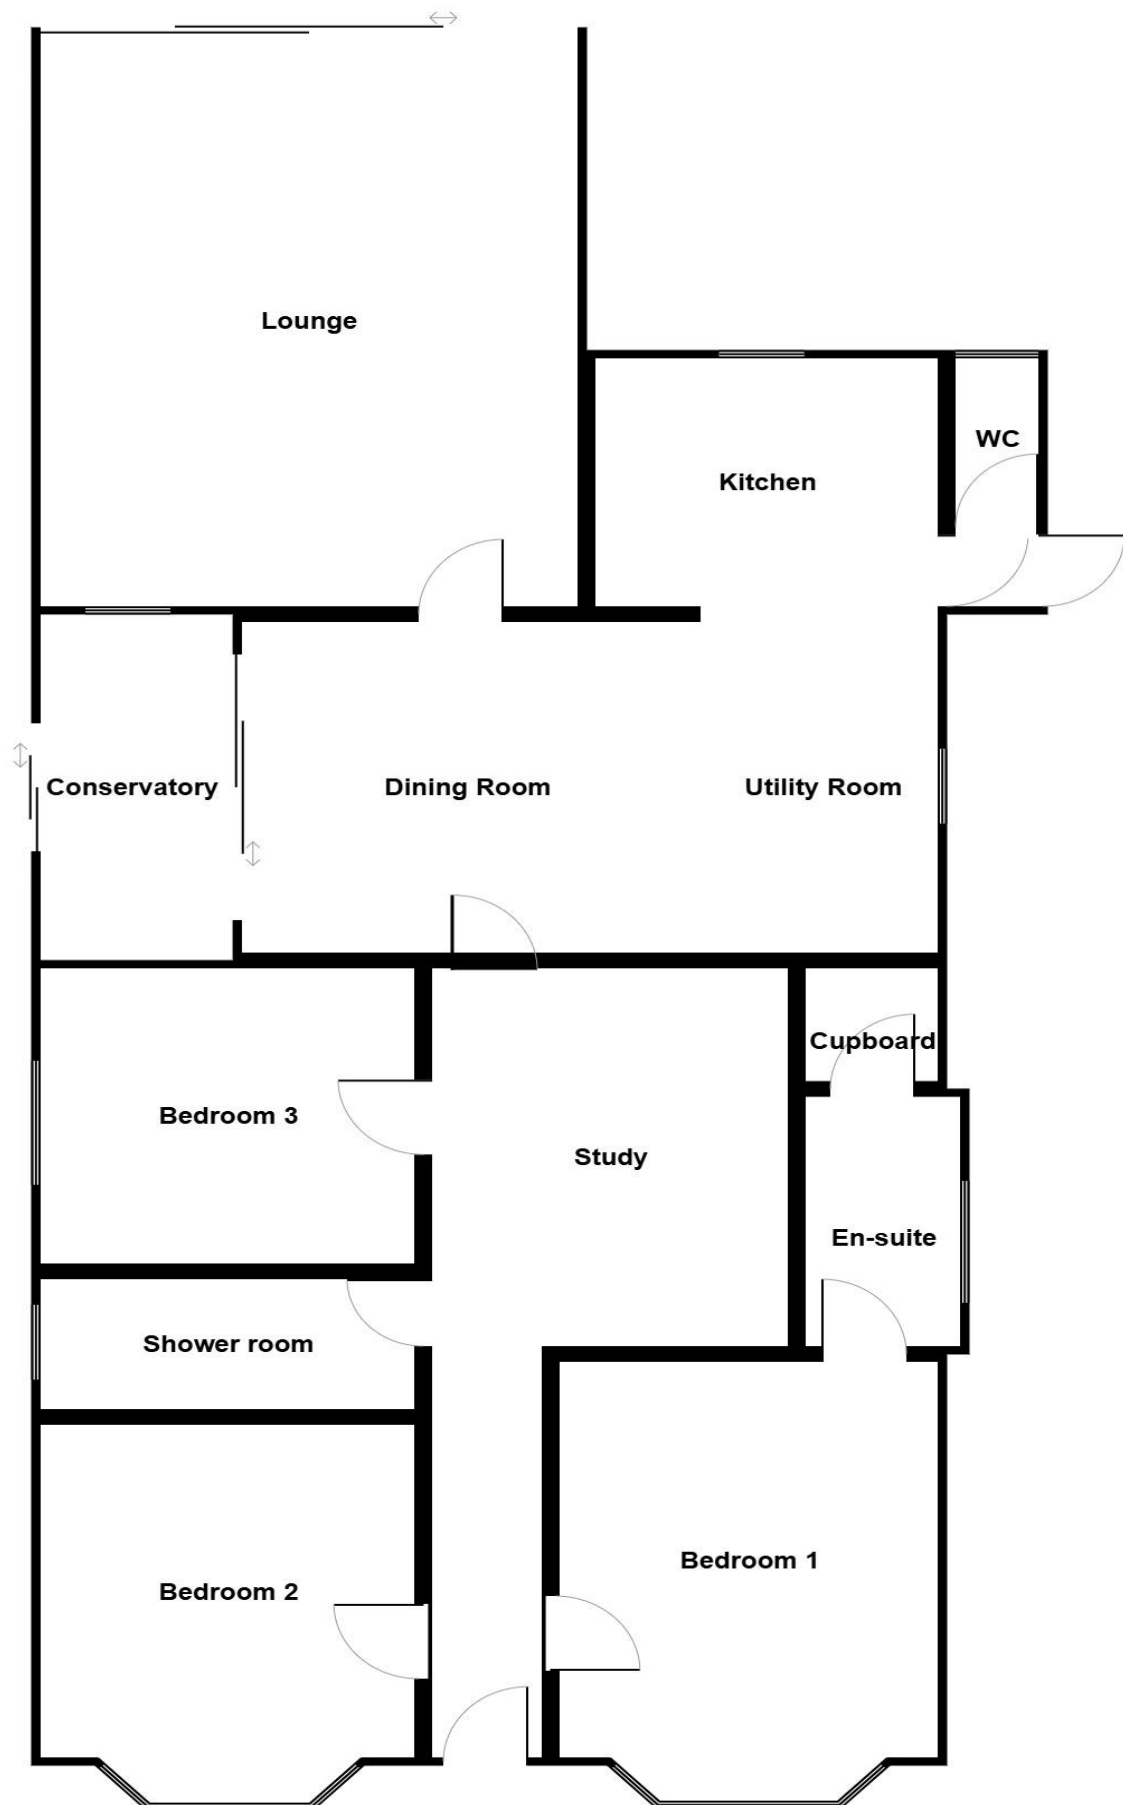 Lounge
WC
Kitchen
Conservatory
Dining Room
Utility Room
Cupboard
Bedroom 3
Study
En-suite
Shower room
Bedroom 1
Bedroom 2